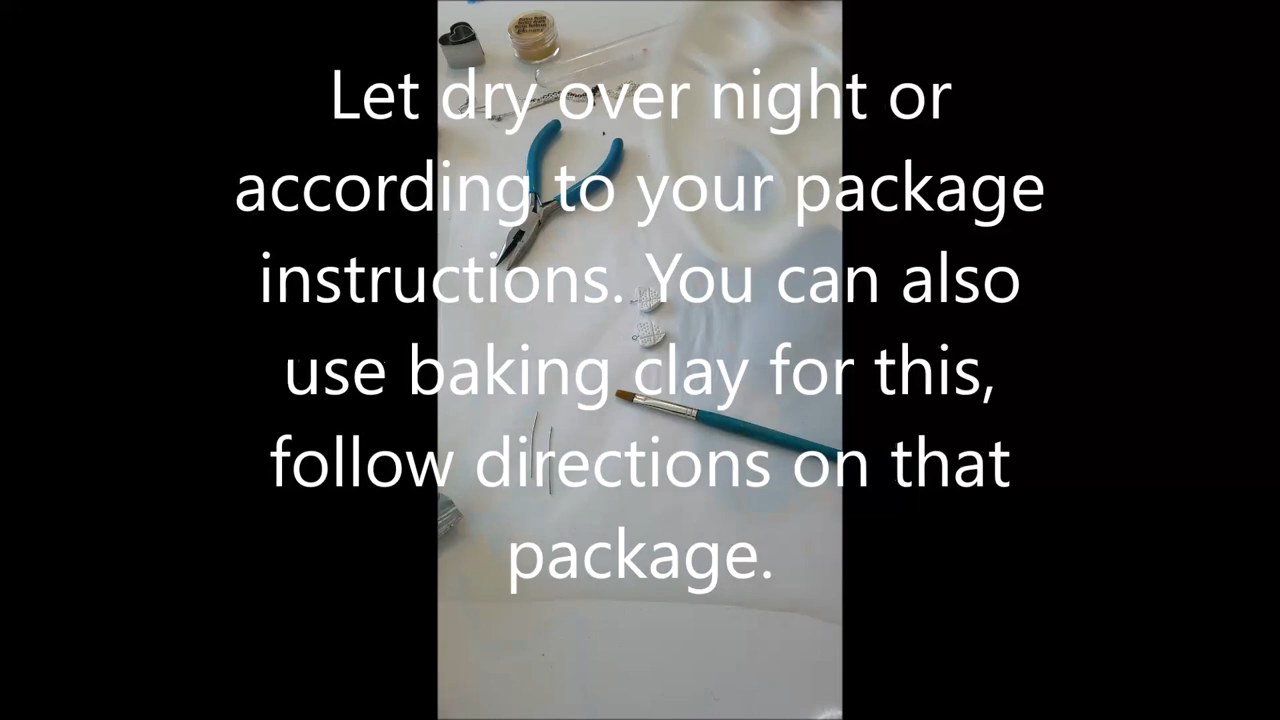 Let dry over night or
according to your package
instructions. You can also
use baking clay for this,
follow directions on that
package.